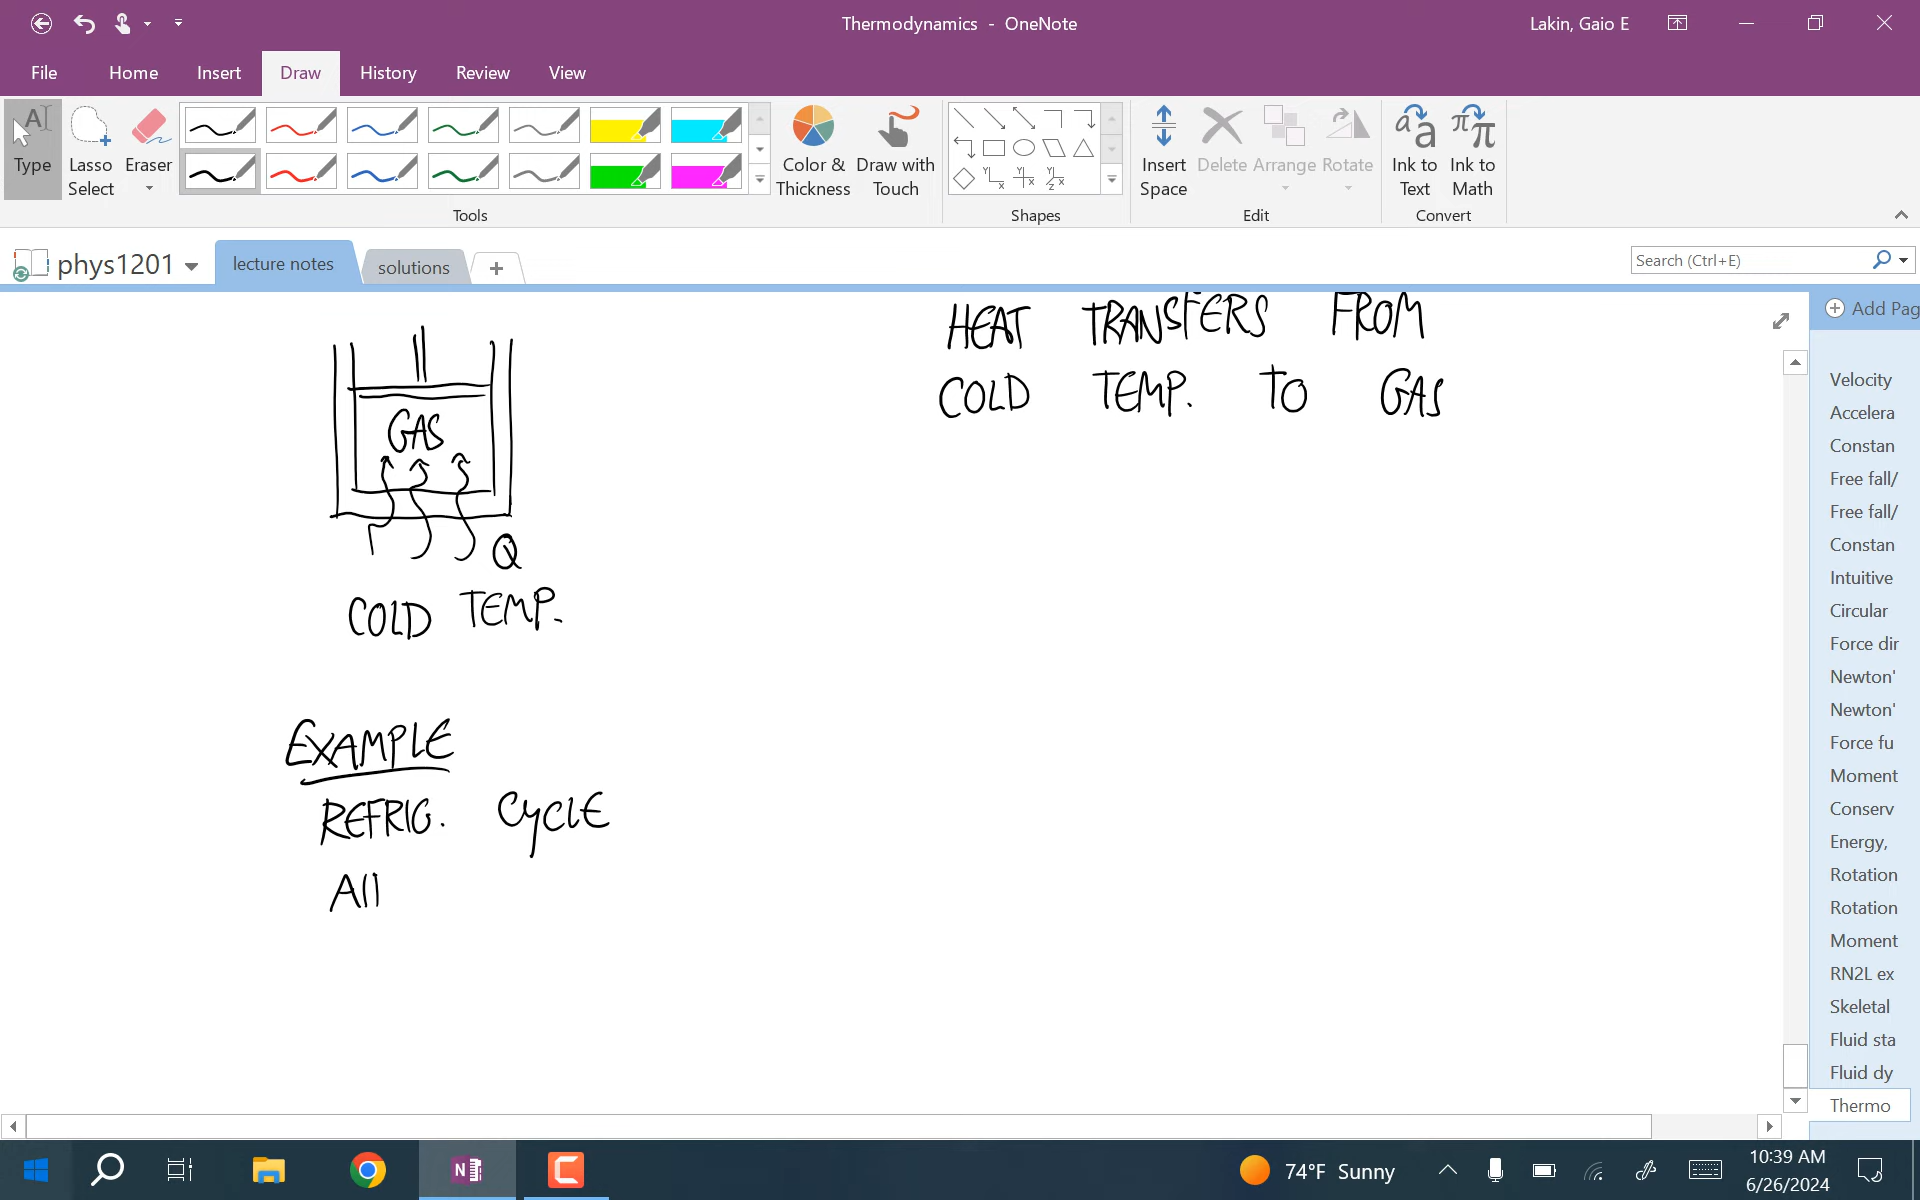 Thermodynamics - OneNote
Lakin, Gaio E
File Home Insert Draw History Review View
Type
Lasso Select
Eraser
Color & Thickness
Draw with Touch
Insert Space
Delete
Arrange
Rotate
Ink to Text
Ink to Math
Tools
Shapes
Edit
Convert
phys1201
lecture notes
solutions
Search (Ctrl+E)
Add Pag
HEAT TRANSFERS FROM
COLD TEMP. TO GAS
GAS
Q
COLD TEMP.
EXAMPLE
REFRIG. CYCLE
All
Velocity
Accelera
Constan
Free fall/
Free fall/
Constan
Intuitive
Circular
Force dir
Newton'
Newton'
Force fu
Moment
Conserv
Energy,
Rotation
Rotation
Moment
RN2L ex
Skeletal
Fluid sta
Fluid dy
Thermo
74°F Sunny
10:39 AM
6/26/2024